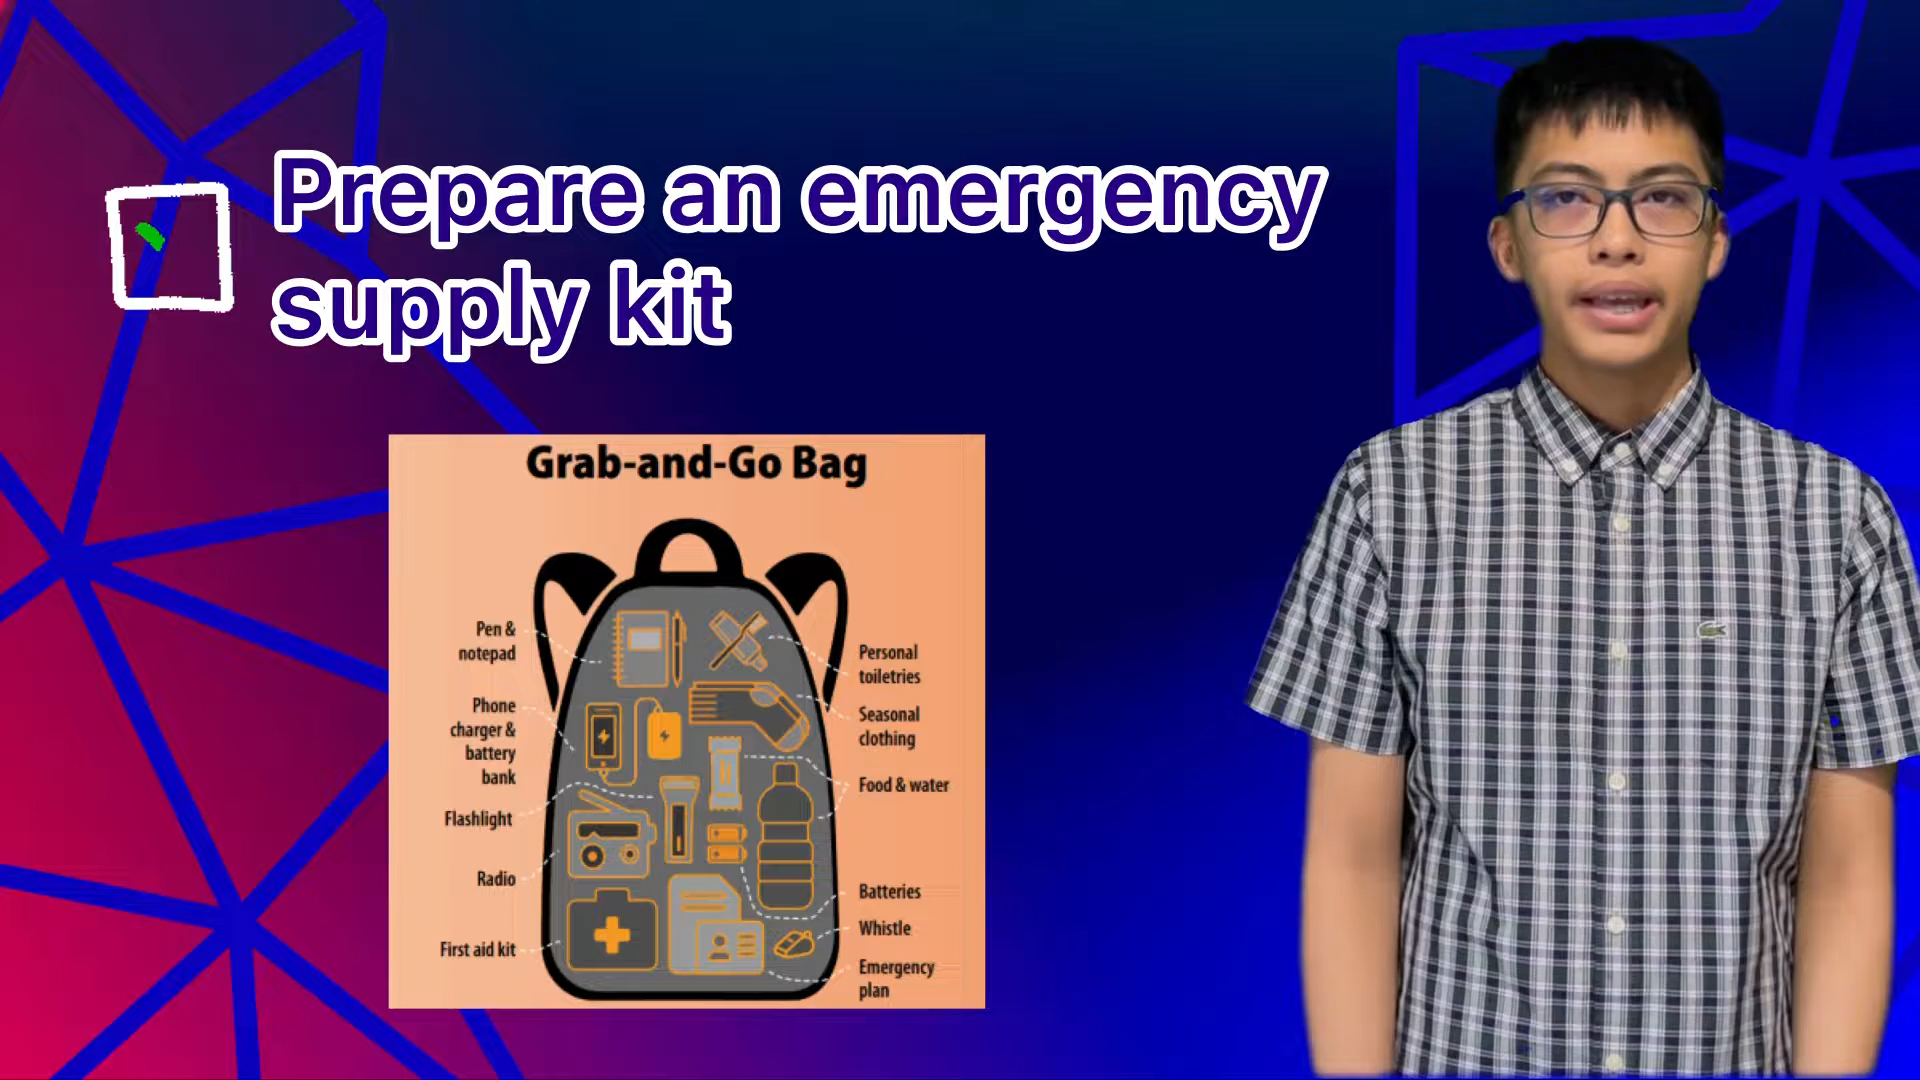 Prepare an emergency
supply kit
Grab-and-Go Bag
Pen &
notepad
Phone
charger &
battery
bank
Flashlight
Radio
First aid kit
Personal
toiletries
Seasonal
clothing
Food & water
Batteries
Whistle
Emergency
plan